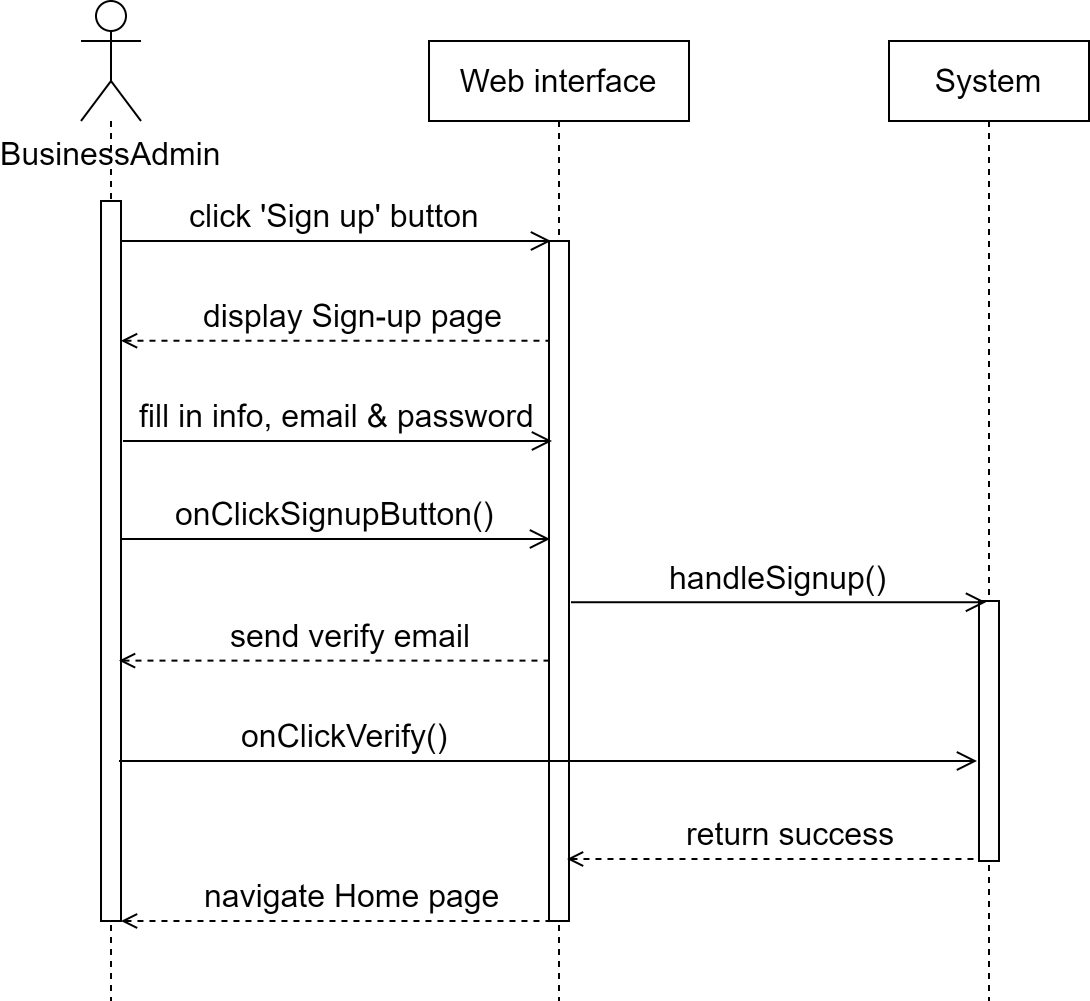 Web interface
System
BusinessAdmin
click 'Sign up' button
display Sign-up page
fill in info, email & password
onClickSignupButton()
handleSignup()
send verify email
onClickVerify()
return success
navigate Home page